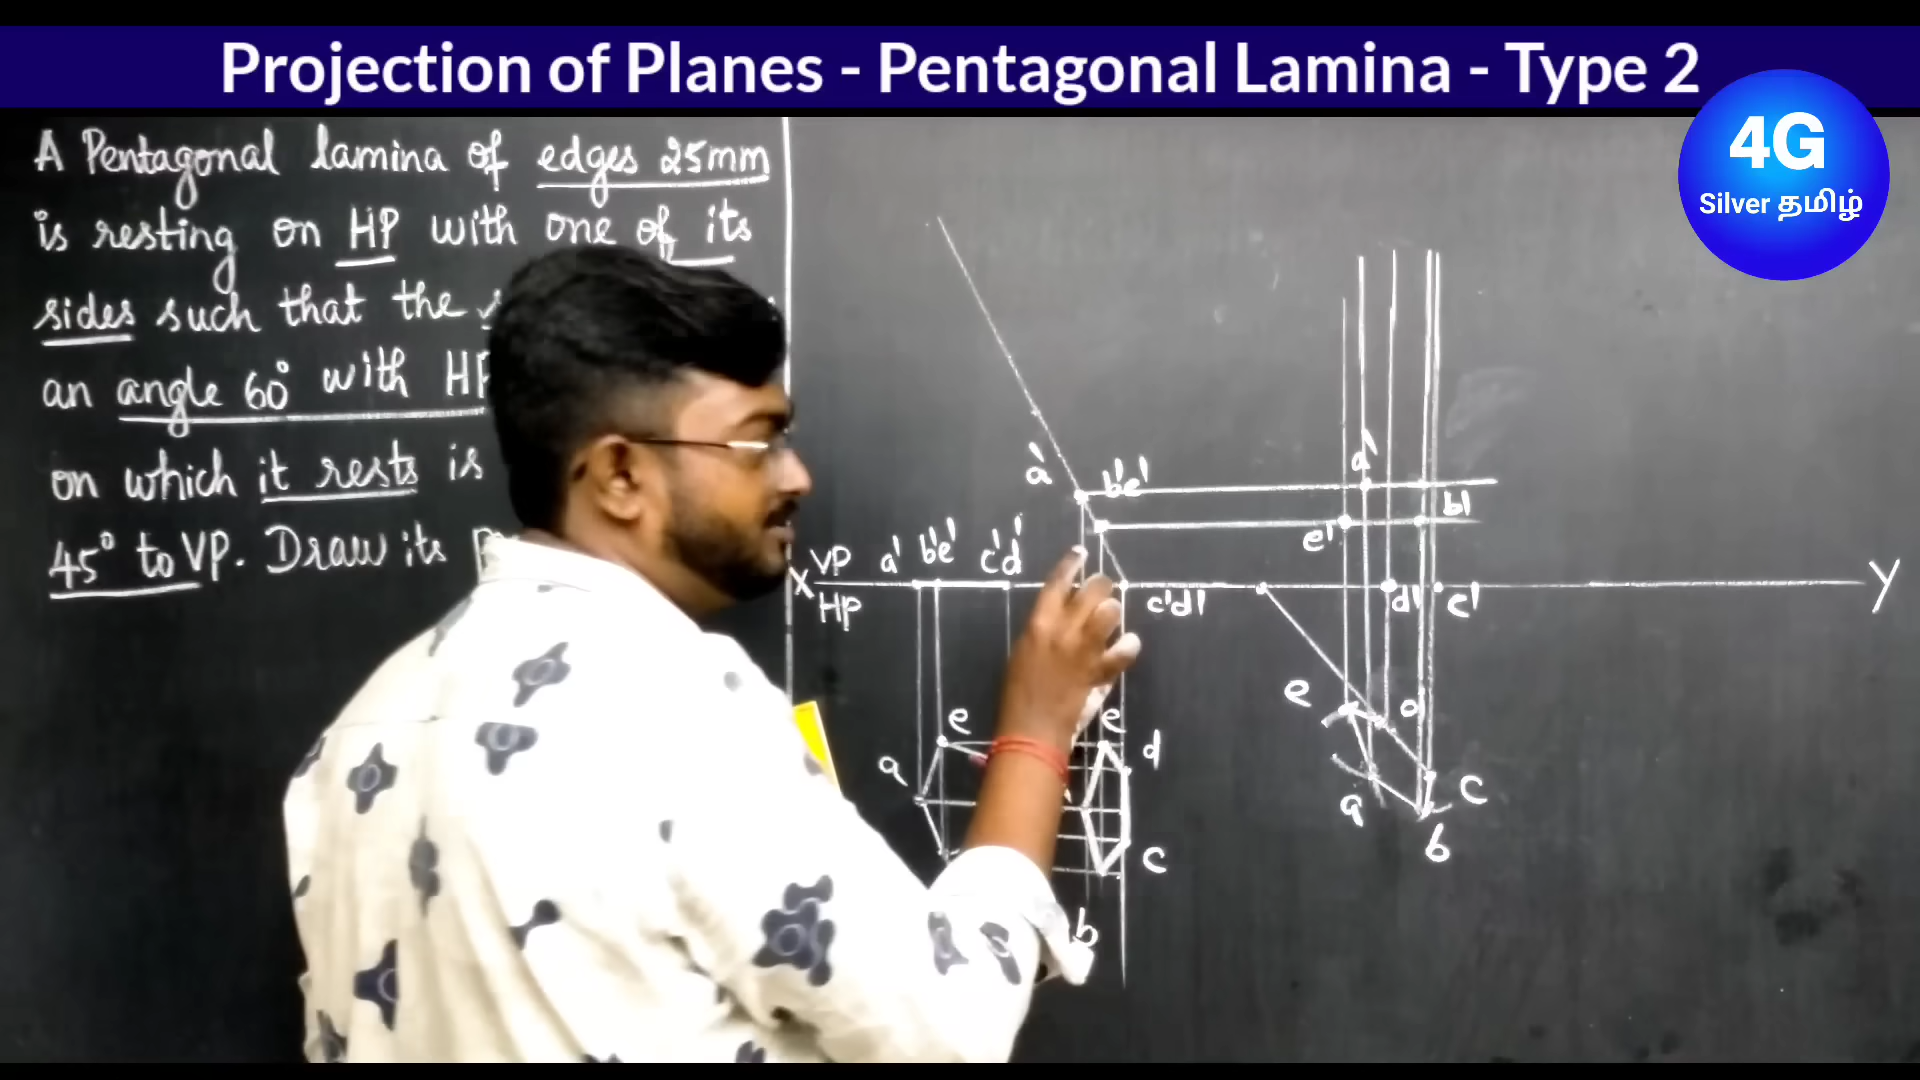 Projection of Planes - Pentagonal Lamina - Type 2
4G
Silver தமிழ்
A Pentagonal lamina of edges 25mm
is resting on HP with one of its
sides such that the
an angle 60° with HP
on which it rests is
45° to VP. Draw its
X VP a' b'e' c'd'
HP
a' b'e'
c'd'
a'
b'
e'
d' c'
Y
e
a
e
d
c
b
e
c
a
b